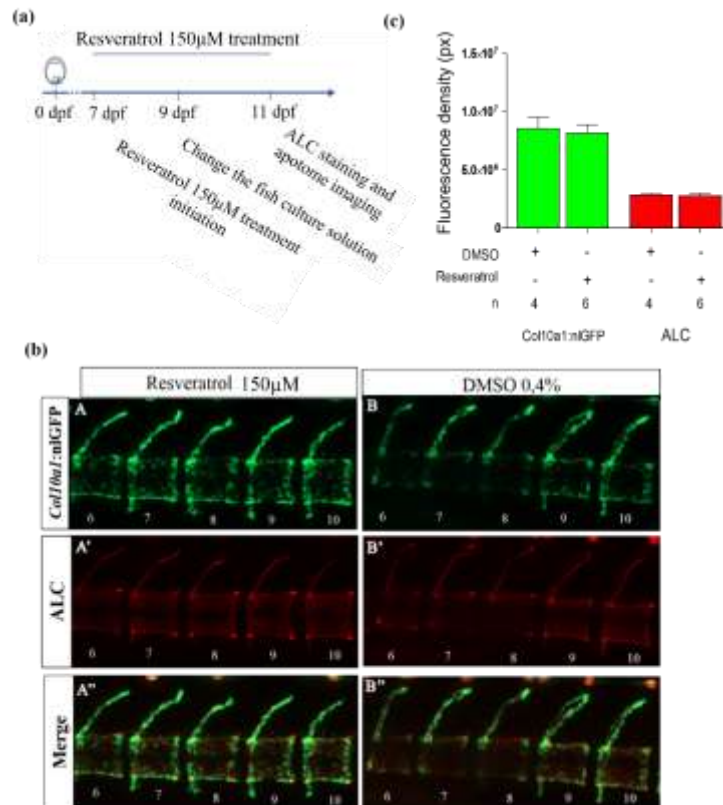 (a)
Resveratrol 150µM treatment
0 dpf 7 dpf 9 dpf 11 dpf
Resveratrol 150µM treatment
initiation
Change the fish culture solution
ALC staining and
apotome imaging
(c)
Fluorescence density (px)
1.5×10⁷
1.0×10⁷
5.0×10⁶
0
DMSO + - + -
Resveratrol - + - +
n 4 6 4 6
Col10a1:nlGFP ALC
(b)
Resveratrol 150µM DMSO 0,4%
Col10a1:nlGFP
A B
6 7 8 9 10 6 7 8 9 10
ALC
A' B'
6 7 8 9 10 6 7 8 9 10
Merge
A" B"
6 7 8 9 10 6 7 8 9 10